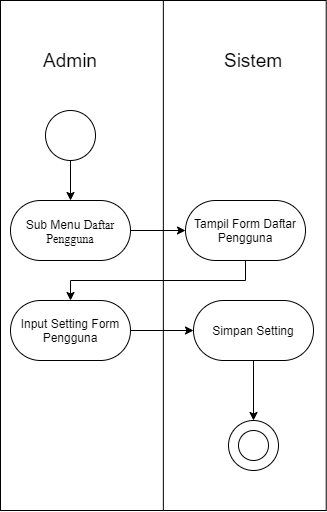 Admin
Sistem
Sub Menu Daftar
Pengguna
Tampil Form Daftar
Pengguna
Input Setting Form
Pengguna
Simpan Setting